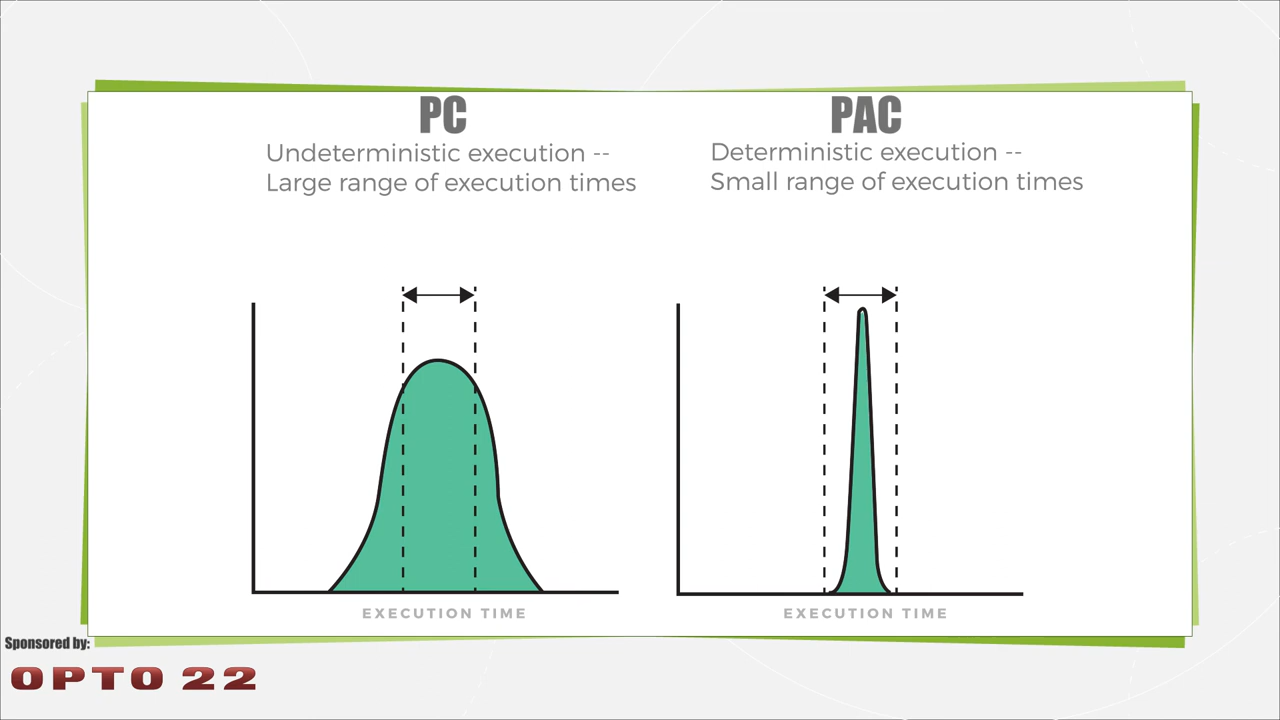 PC
Undeterministic execution --
Large range of execution times
PAC
Deterministic execution --
Small range of execution times
EXECUTION TIME
EXECUTION TIME
Sponsored by:
OPTO 22